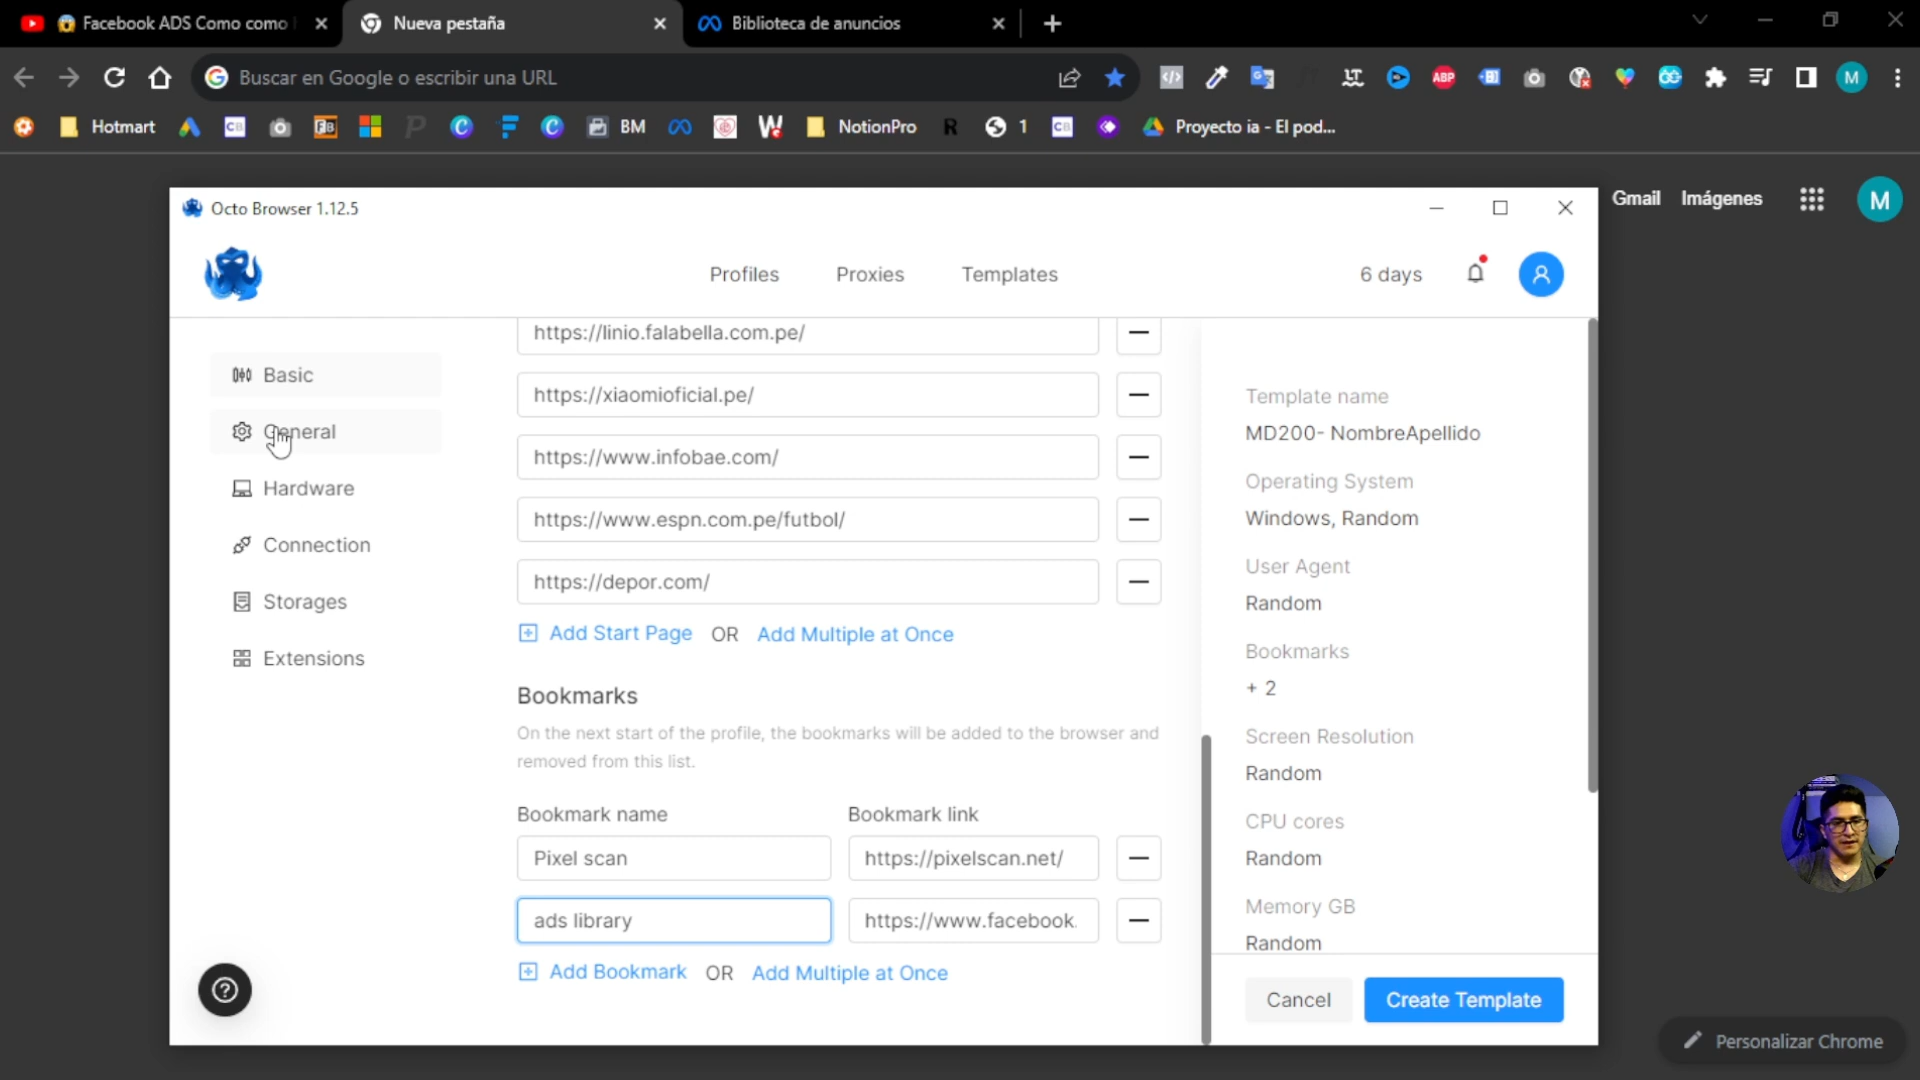 Facebook ADS Como como
Nueva pestaña
Biblioteca de anuncios
Buscar en Google o escribir una URL
ABP
M
Hotmart
CB
FB
BM
NotionPro
R
1
CB
Proyecto ia - El pod...
Octo Browser 1.12.5
Gmail
Imágenes
M
Profiles
Proxies
Templates
6 days
Basic
General
Hardware
Connection
Storages
Extensions
https://linio.falabella.com.pe/
https://xiaomioficial.pe/
https://www.infobae.com/
https://www.espn.com.pe/futbol/
https://depor.com/
Add Start Page OR Add Multiple at Once
Bookmarks
On the next start of the profile, the bookmarks will be added to the browser and
removed from this list.
Bookmark name
Bookmark link
Pixel scan
https://pixelscan.net/
ads library
https://www.facebook.
Add Bookmark OR Add Multiple at Once
Template name
MD200- NombreApellido
Operating System
Windows, Random
User Agent
Random
Bookmarks
+ 2
Screen Resolution
Random
CPU cores
Random
Memory GB
Random
Cancel
Create Template
Personalizar Chrome